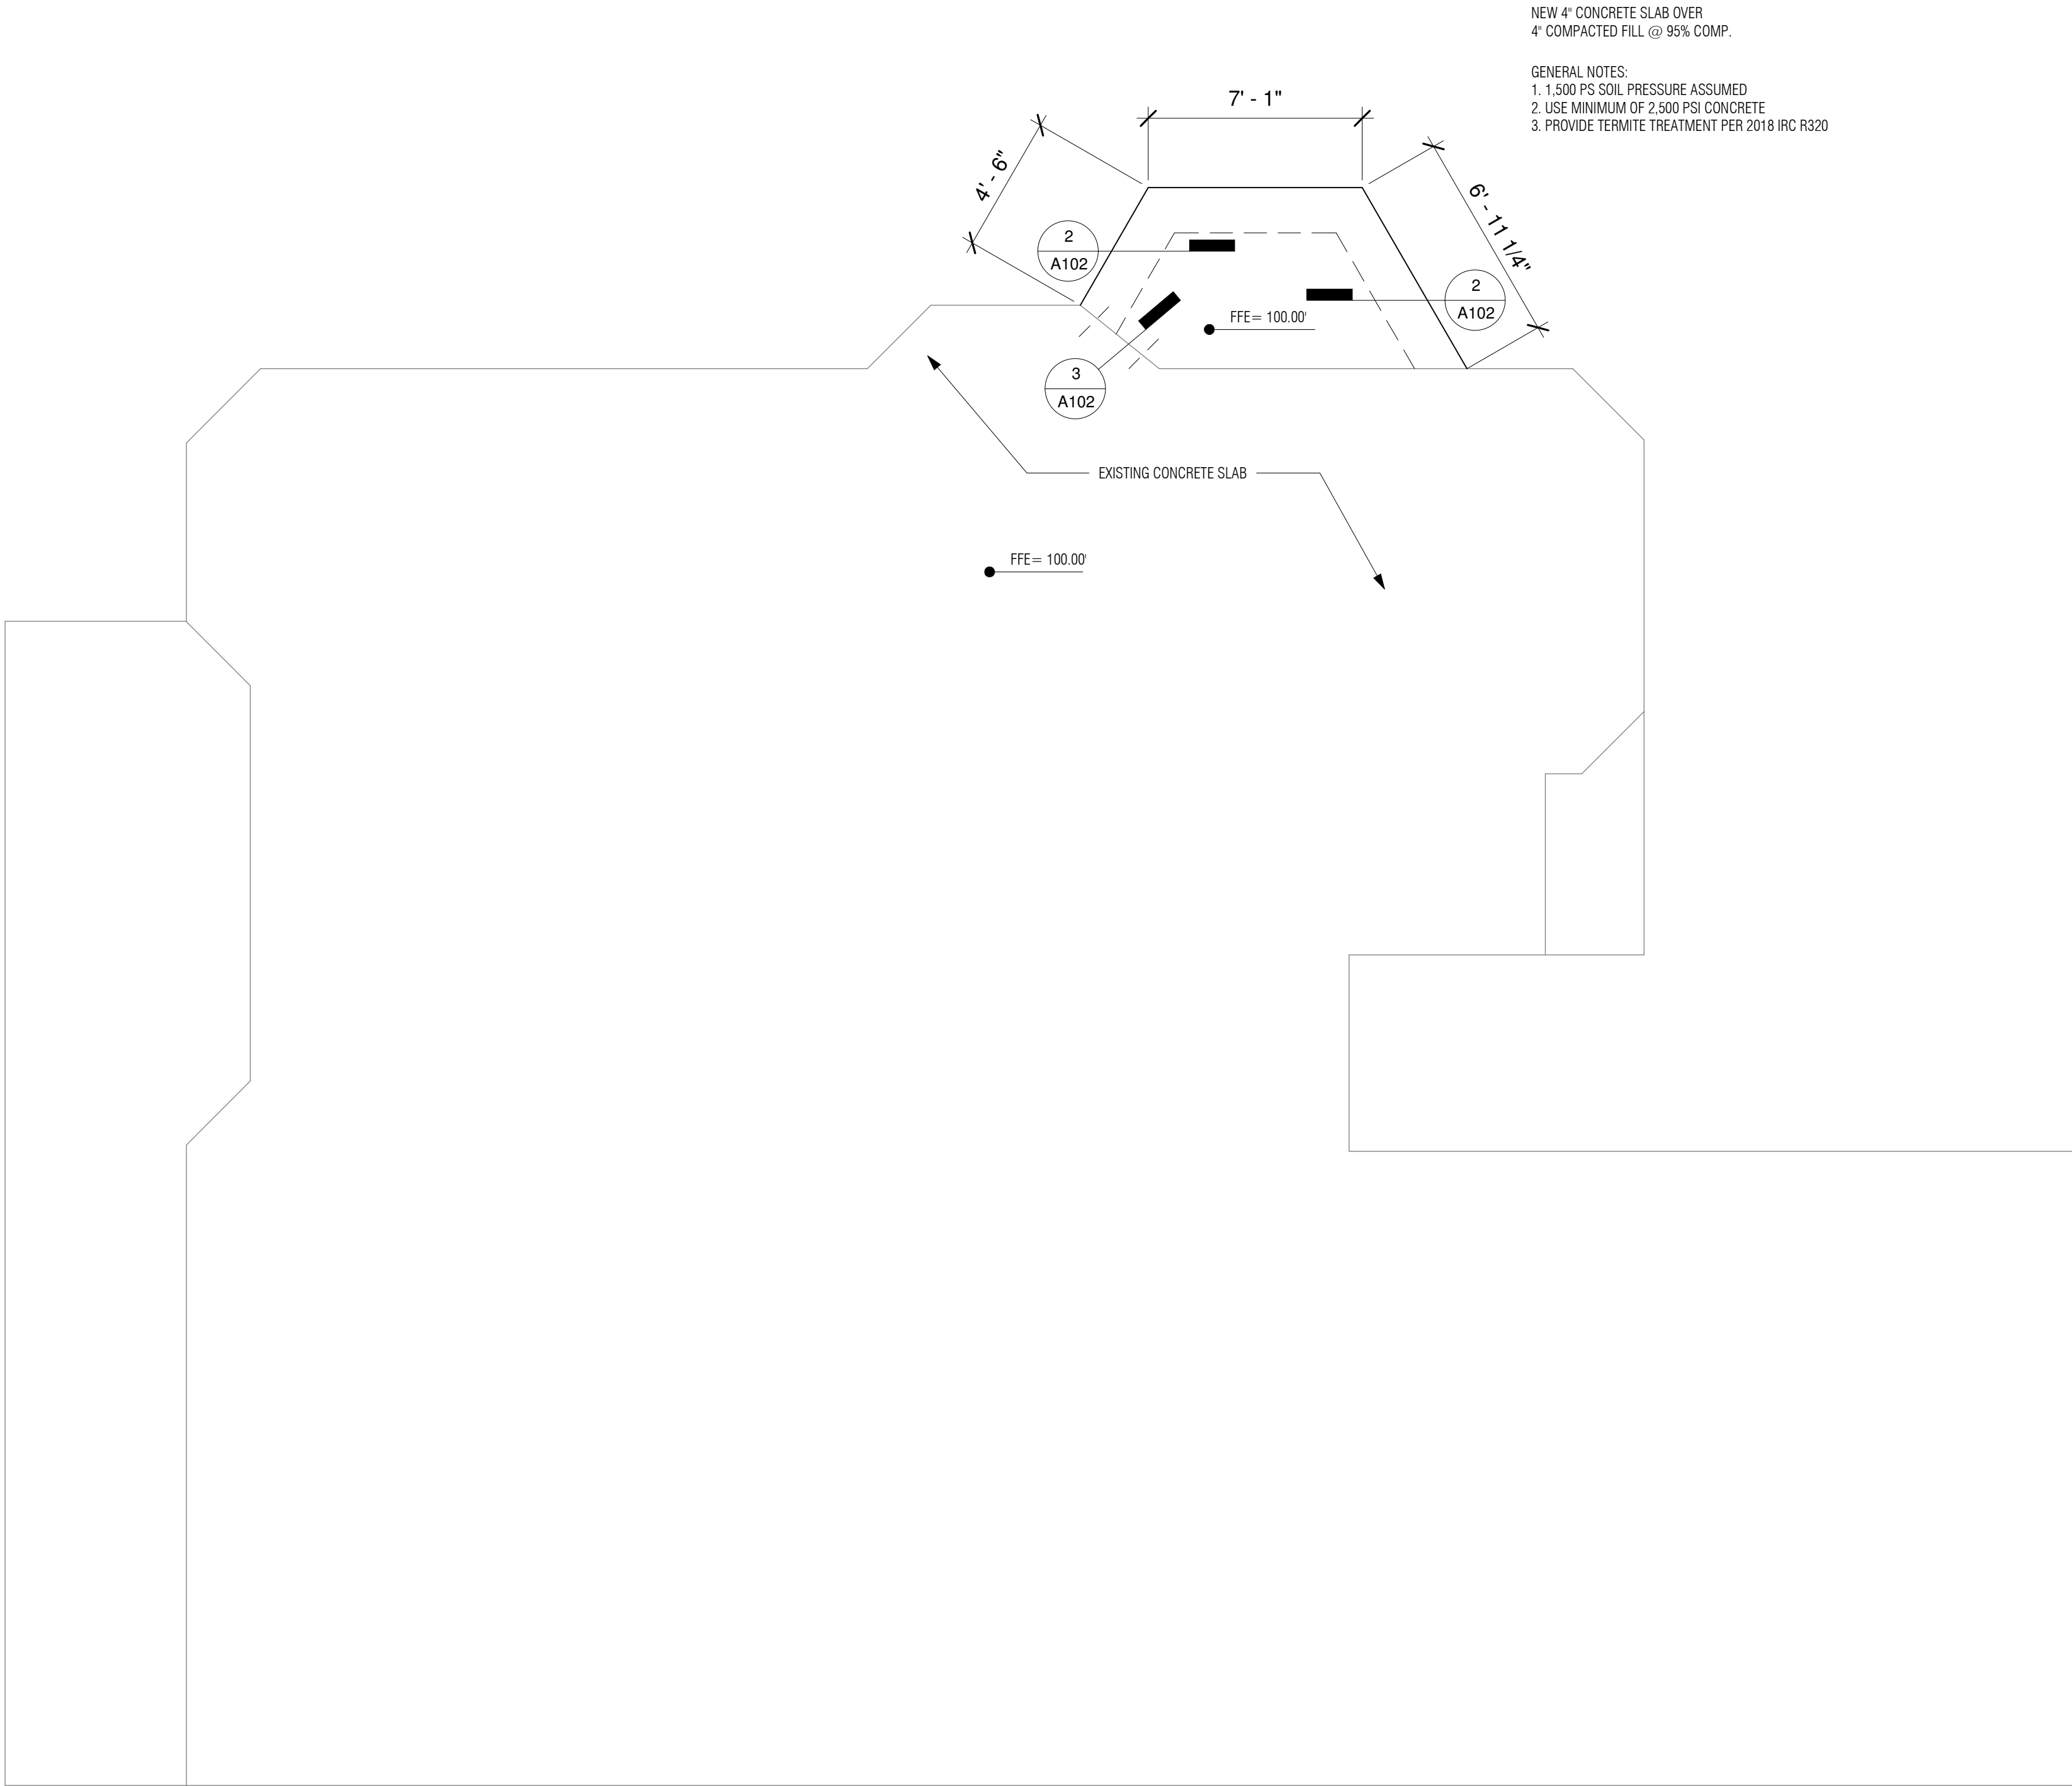 NEW 4" CONCRETE SLAB OVER
4" COMPACTED FILL @ 95% COMP.
GENERAL NOTES:
1. 1,500 PS SOIL PRESSURE ASSUMED
2. USE MINIMUM OF 2,500 PSI CONCRETE
3. PROVIDE TERMITE TREATMENT PER 2018 IRC R320
7' - 1"
4' - 6"
6' - 11 1/4"
2
A102
2
A102
FFE= 100.00'
3
A102
EXISTING CONCRETE SLAB
FFE= 100.00'